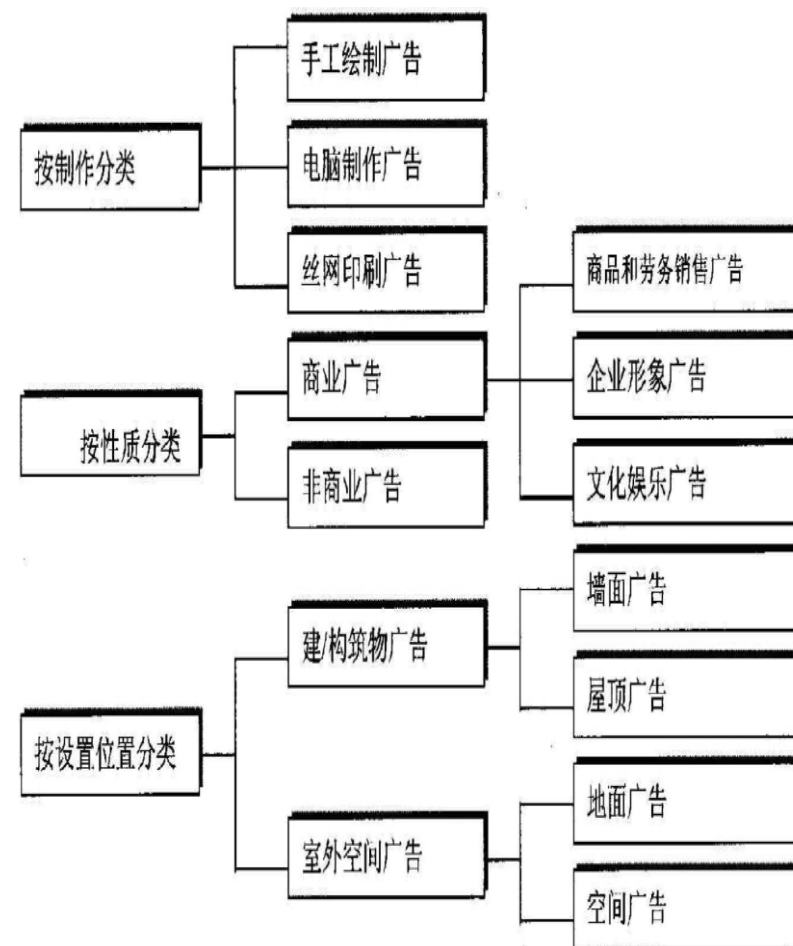 手工绘制广告
按制作分类
电脑制作广告
丝网印刷广告
商品和劳务销售广告
商业广告
企业形象广告
按性质分类
非商业广告
文化娱乐广告
墙面广告
建/构筑物广告
屋顶广告
按设置位置分类
地面广告
室外空间广告
空间广告